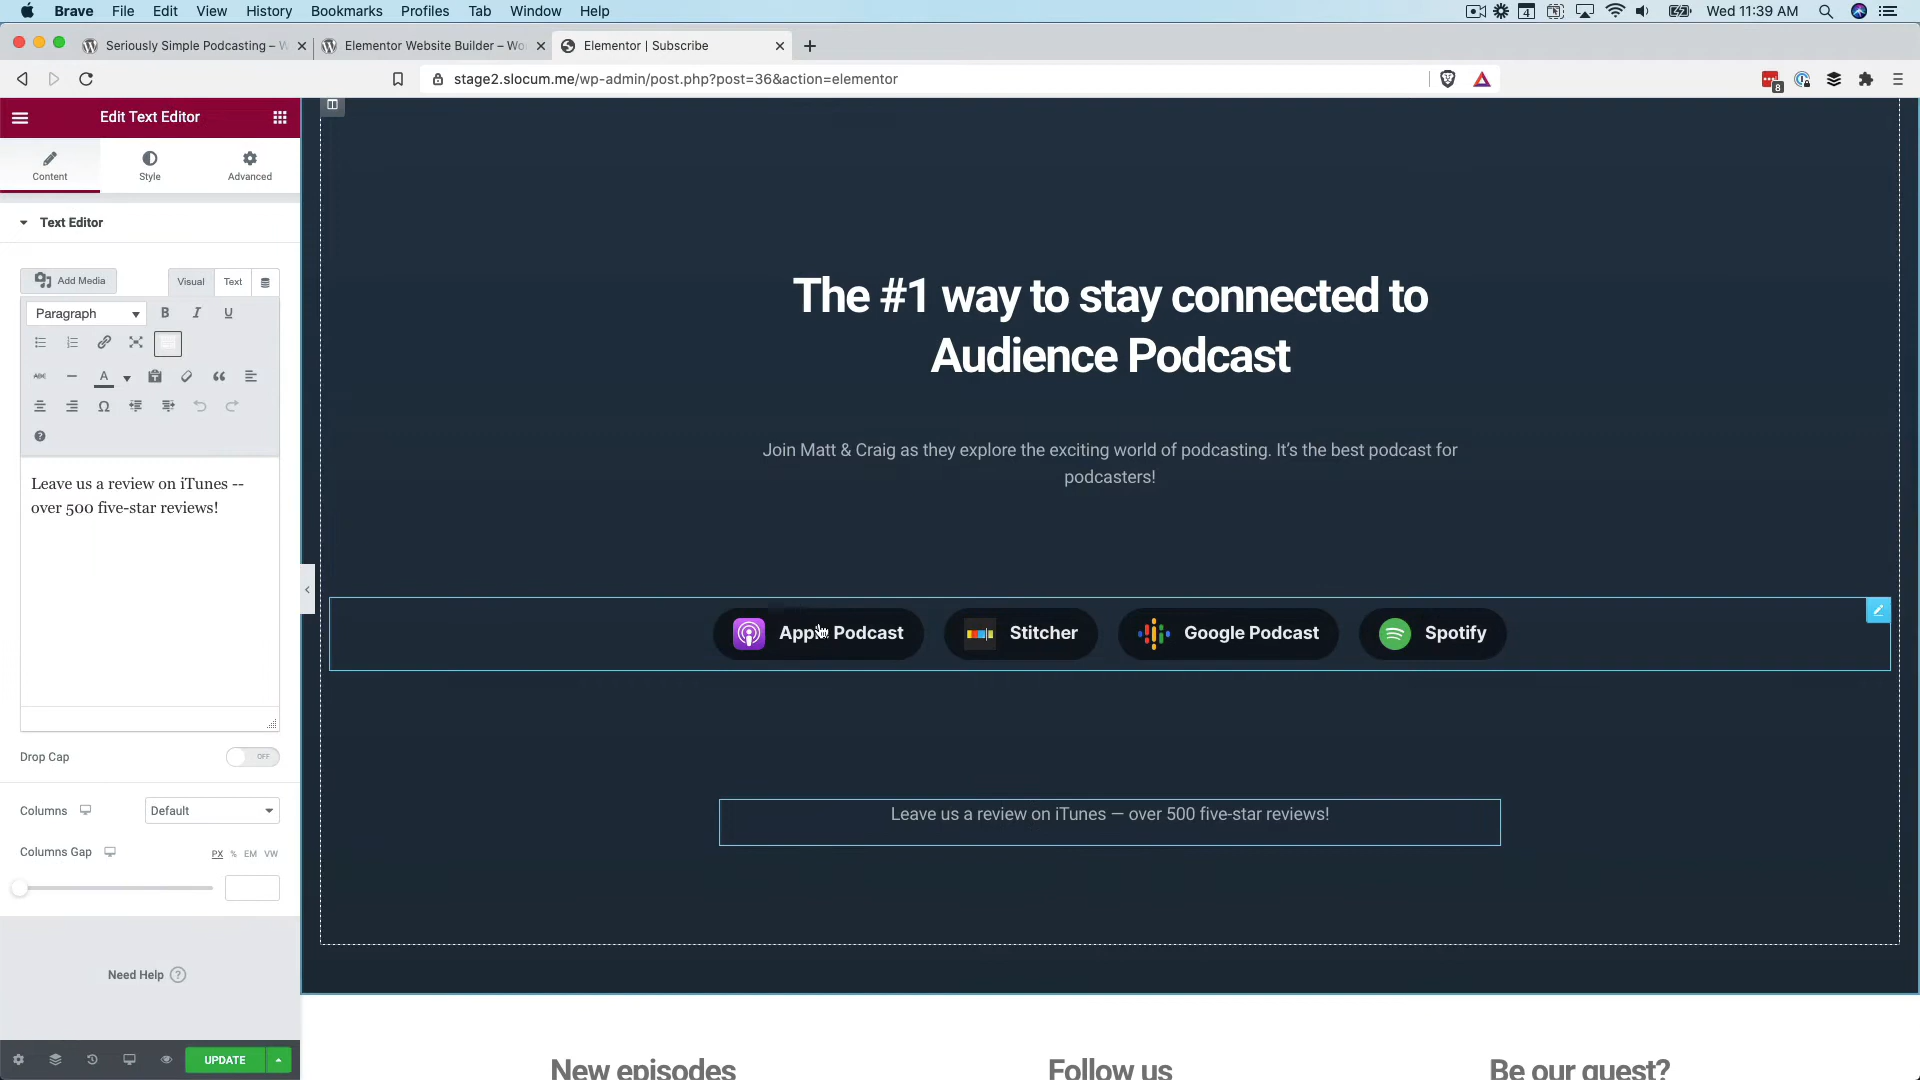 Brave File Edit View History Bookmarks Profiles Tab Window Help
4
Wed 11:39 AM
Seriously Simple Podcasting –
Elementor Website Builder –
Elementor | Subscribe
stage2.slocum.me/wp-admin/post.php?post=36&action=elementor
8
Edit Text Editor
Content
Style
Advanced
Text Editor
Add Media
Visual
Text
Paragraph
B I U
ABC
A
Leave us a review on iTunes --
over 500 five-star reviews!
Drop Cap
OFF
Columns
Default
Columns Gap
PX % EM VW
Need Help ?
UPDATE
The #1 way to stay connected to
Audience Podcast
Join Matt & Craig as they explore the exciting world of podcasting. It’s the best podcast for
podcasters!
Apple Podcast
Stitcher
Google Podcast
Spotify
Leave us a review on iTunes — over 500 five-star reviews!
New episodes
Follow us
Be our guest?